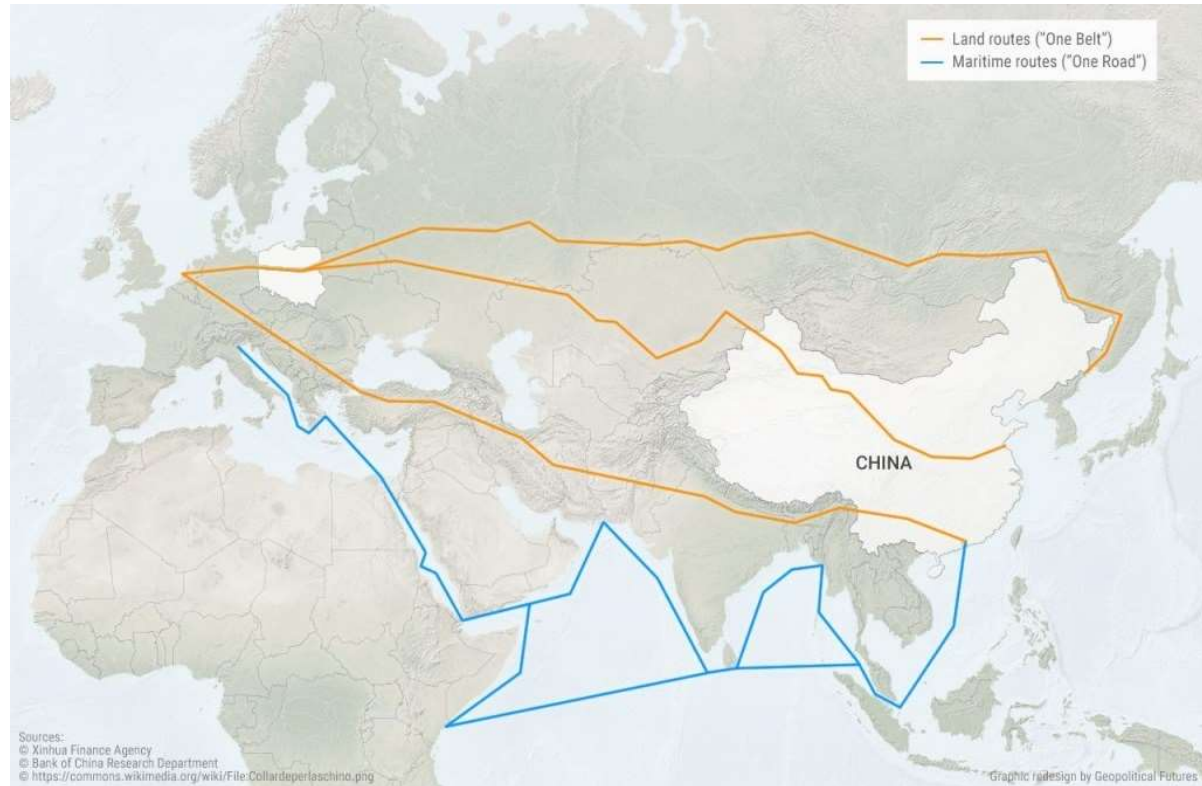 Land routes ("One Belt")
Maritime routes ("One Road")
CHINA
Sources:
© Xinhua Finance Agency
© Bank of China Research Department
© https://commons.wikimedia.org/wiki/File:Collardeperlaschino.png
Graphic redesign by Geopolitical Futures